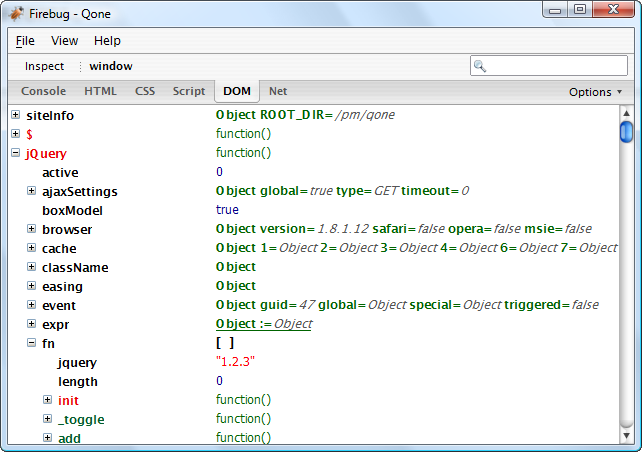 Firebug - Qone
File View Help
Inspect window
Console HTML CSS Script DOM Net Options
siteInfo Object ROOT_DIR=/pm/qone
$ function()
jQuery function()
active 0
ajaxSettings Object global=true type=GET timeout=0
boxModel true
browser Object version=1.8.1.12 safari=false opera=false msie=false
cache Object 1=Object 2=Object 3=Object 4=Object 6=Object 7=Object
className Object
easing Object
event Object guid=47 global=Object special=Object triggered=false
expr Object :=Object
fn [ ]
jquery "1.2.3"
length 0
init function()
_toggle function()
add function()